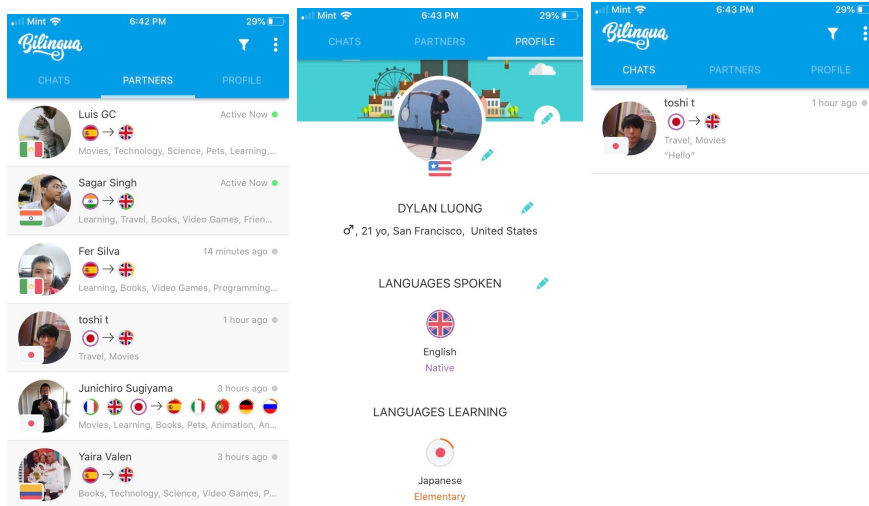 Mint 6:42 PM 29%
Bilingua
CHATS PARTNERS PROFILE
Luis GC Active Now
Movies, Technology, Science, Pets, Learning,...
Sagar Singh Active Now
Learning, Travel, Books, Video Games, Frien...
Fer Silva 14 minutes ago
Learning, Books, Video Games, Programming...
toshi t 1 hour ago
Travel, Movies
Junichiro Sugiyama 3 hours ago
Movies, Learning, Books, Pets, Animation, An...
Yaira Valen 3 hours ago
Books, Technology, Science, Video Games, P...
Mint 6:43 PM 29%
CHATS PARTNERS PROFILE
DYLAN LUONG
♂, 21 yo, San Francisco, United States
LANGUAGES SPOKEN
English
Native
LANGUAGES LEARNING
Japanese
Elementary
Mint 6:43 PM 29%
Bilingua
CHATS PARTNERS PROFILE
toshi t 1 hour ago
Travel, Movies
"Hello"